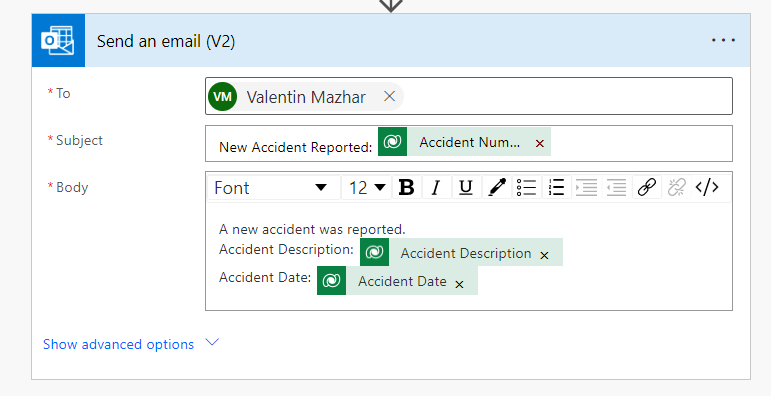 Send an email (V2)
* To
VM Valentin Mazhar
* Subject
New Accident Reported: Accident Num...
* Body
Font 12 B I U </>
A new accident was reported.
Accident Description: Accident Description
Accident Date: Accident Date
Show advanced options